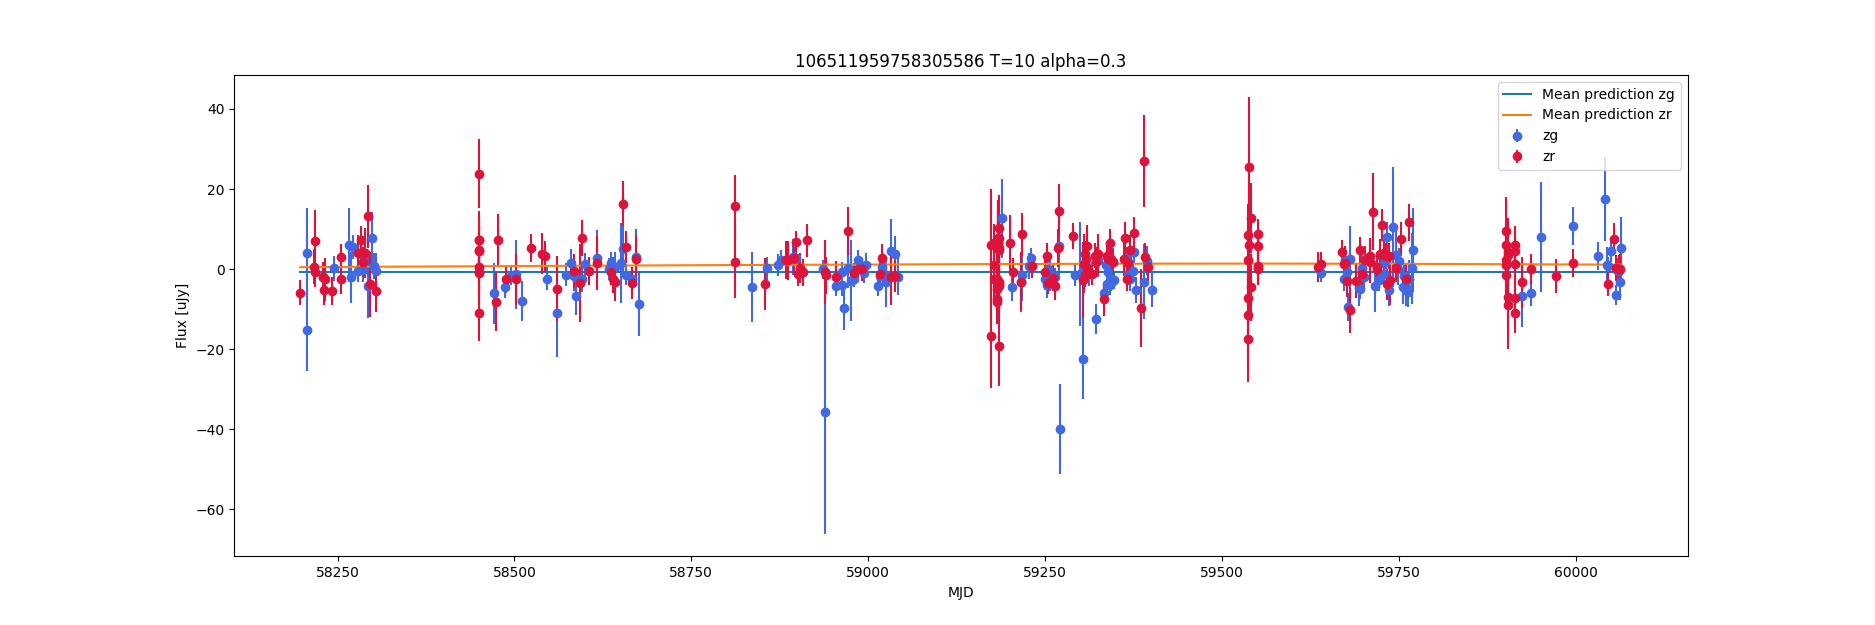 106511959758305586 T=10 alpha=0.3
Mean prediction zg
Mean prediction zr
zg
zr
Flux [uJy]
40
20
0
−20
−40
−60
58250
58500
58750
59000
59250
59500
59750
60000
MJD